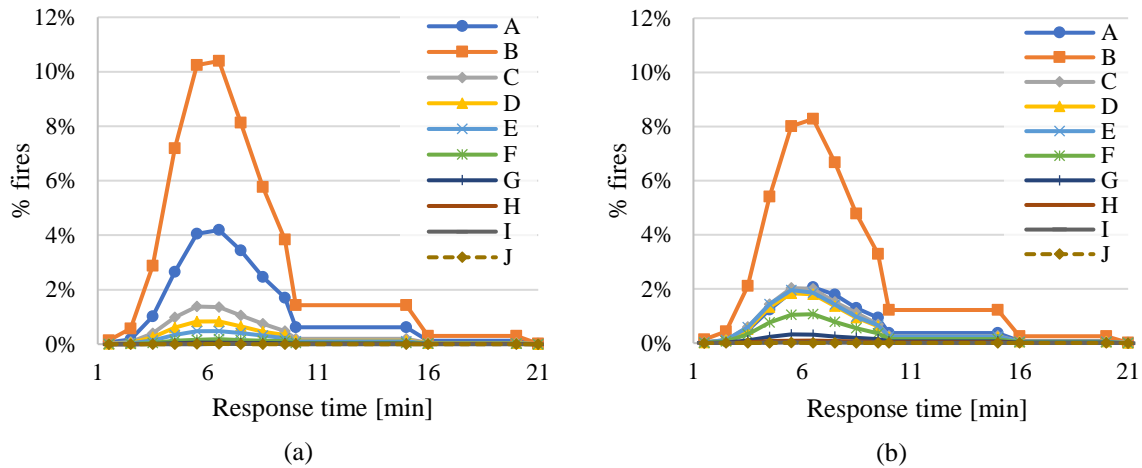 12%
10%
8%
6%
4%
2%
0%
% fires
1 6 11 16 21
Response time [min]
A
B
C
D
E
F
G
H
I
J
(a)
12%
10%
8%
6%
4%
2%
0%
% fires
1 6 11 16 21
Response time [min]
A
B
C
D
E
F
G
H
I
J
(b)